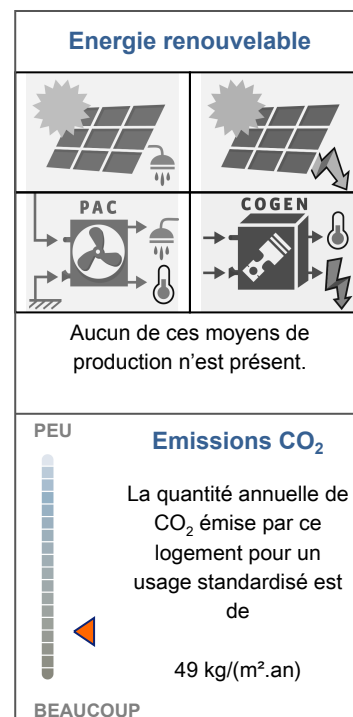 Energie renouvelable
PAC
COGEN
Aucun de ces moyens de
production n'est présent.
PEU
Emissions CO₂
La quantité annuelle de
CO₂ émise par ce
logement pour un
usage standardisé est
de
49 kg/(m².an)
BEAUCOUP